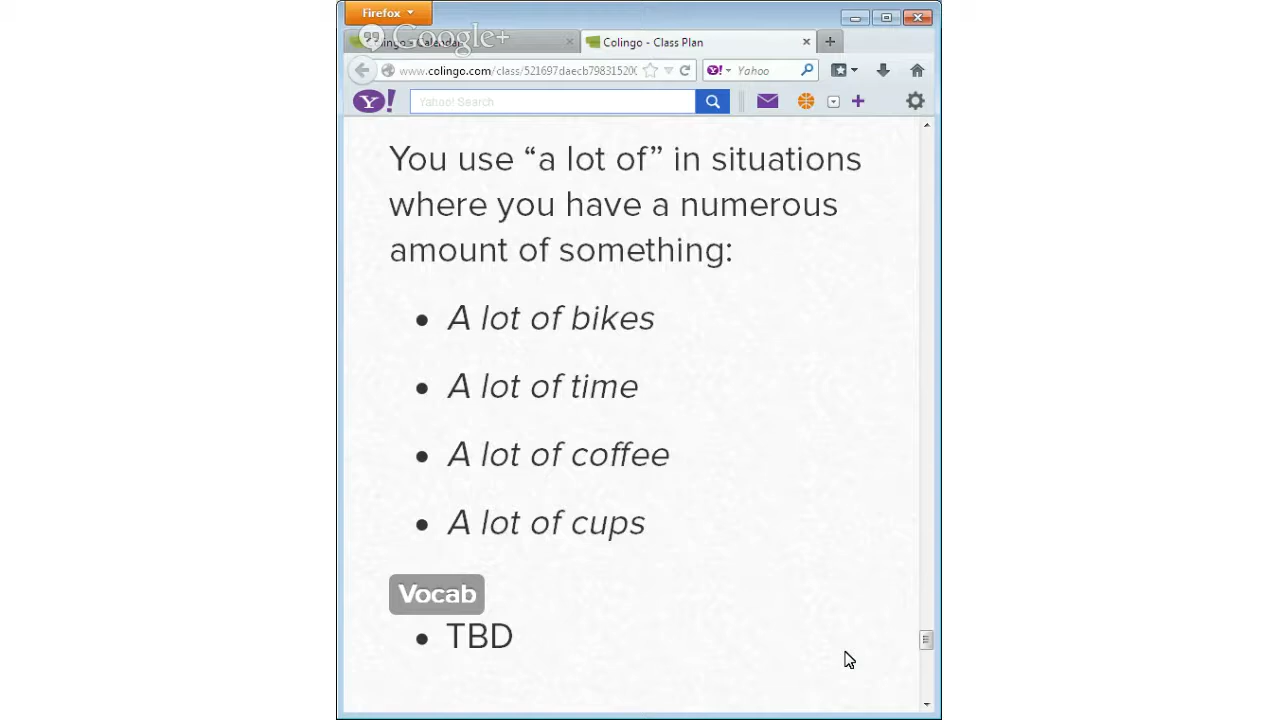 Firefox
Google+
Colingo - Class Plan
www.colingo.com/class/521697daecb7983152
Yahoo
Y! Yahoo! Search
You use “a lot of” in situations
where you have a numerous
amount of something:
• A lot of bikes
• A lot of time
• A lot of coffee
• A lot of cups
Vocab
• TBD